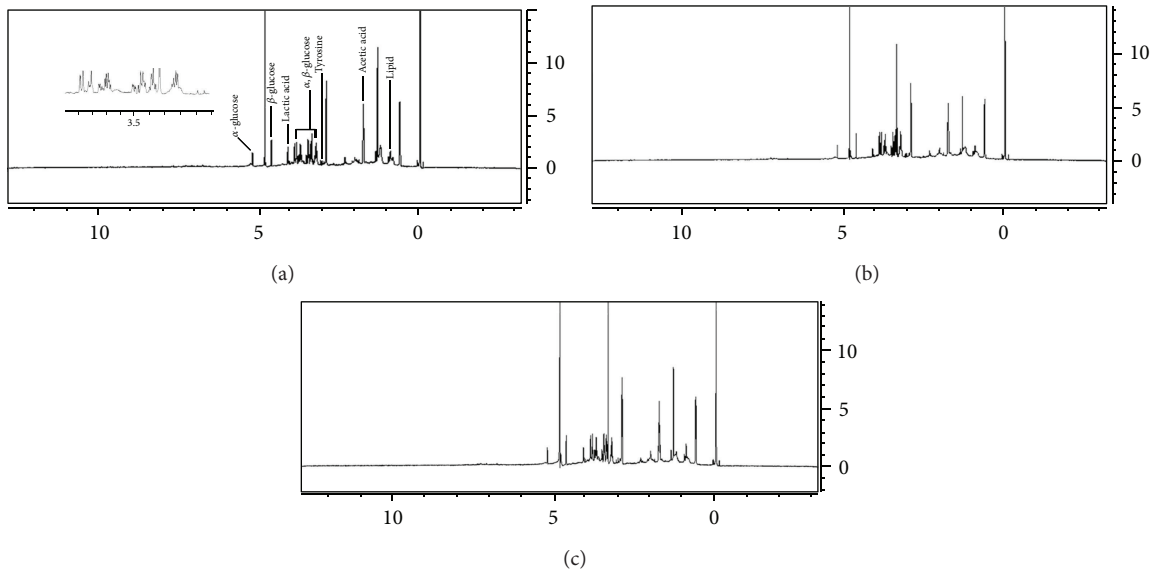 α-glucose
β-glucose
Lactic acid
α, β-glucose
Tyrosine
Acetic acid
Lipid
3.5
10
5
0
10
5
0
(a)
10
5
0
10
5
0
(b)
10
5
0
10
5
0
(c)